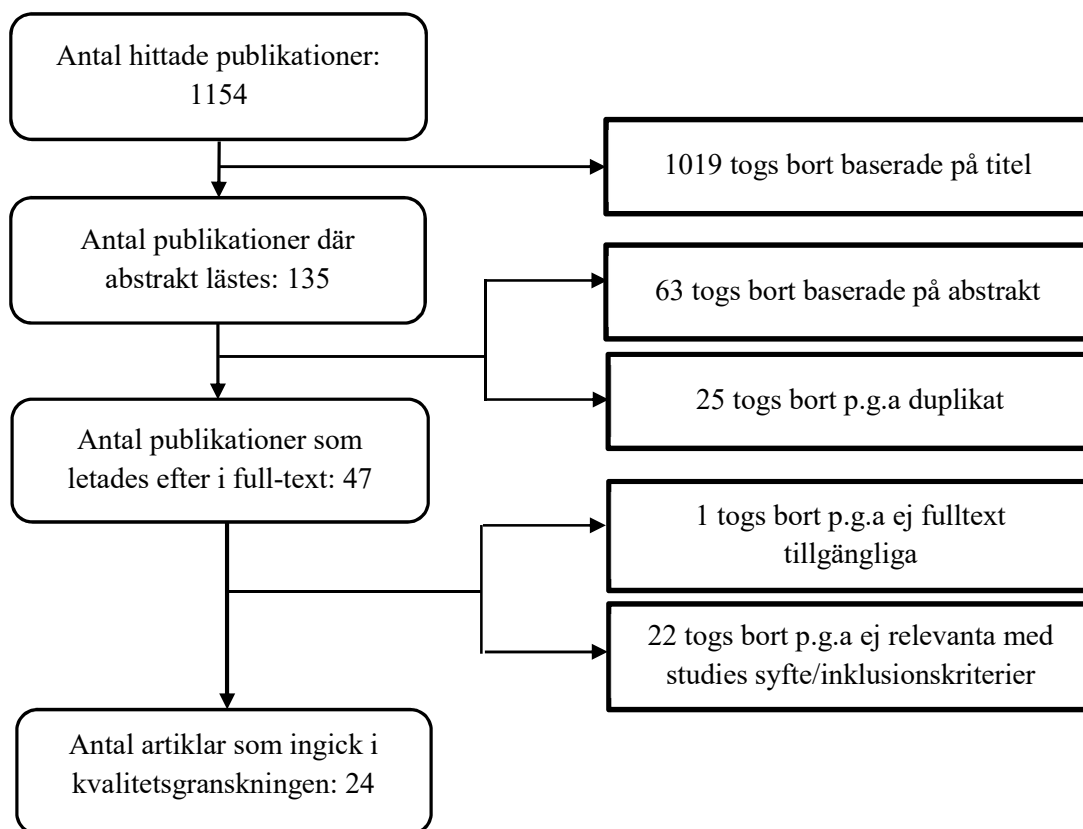 Antal hittade publikationer:
1154
1019 togs bort baserade på titel
Antal publikationer där
abstrakt lästes: 135
63 togs bort baserade på abstrakt
25 togs bort p.g.a duplikat
Antal publikationer som
letades efter i full-text: 47
1 togs bort p.g.a ej fulltext
tillgängliga
22 togs bort p.g.a ej relevanta med
studies syfte/inklusionskriterier
Antal artiklar som ingick i
kvalitetsgranskningen: 24